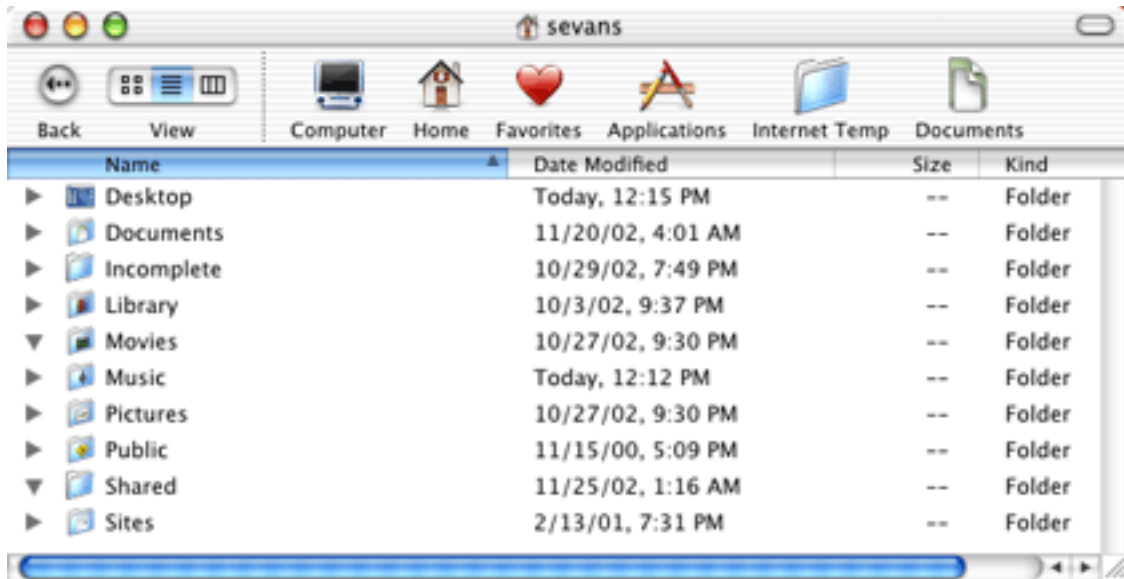 sevans
Back View Computer Home Favorites Applications Internet Temp Documents
Name Date Modified Size Kind
Desktop Today, 12:15 PM -- Folder
Documents 11/20/02, 4:01 AM -- Folder
Incomplete 10/29/02, 7:49 PM -- Folder
Library 10/3/02, 9:37 PM -- Folder
Movies 10/27/02, 9:30 PM -- Folder
Music Today, 12:12 PM -- Folder
Pictures 10/27/02, 9:30 PM -- Folder
Public 11/15/00, 5:09 PM -- Folder
Shared 11/25/02, 1:16 AM -- Folder
Sites 2/13/01, 7:31 PM -- Folder